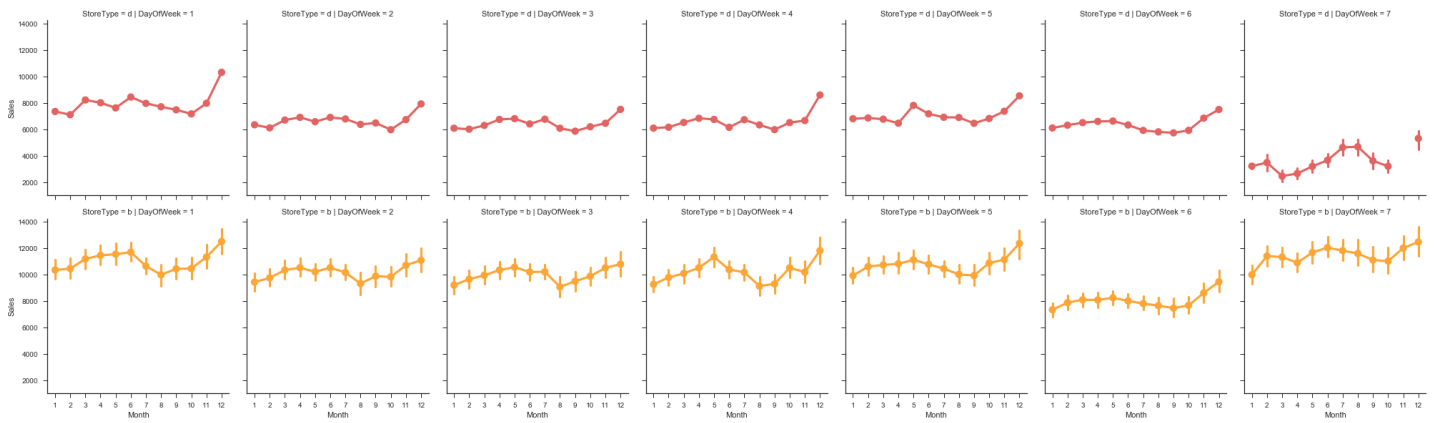 StoreType = d | DayOfWeek = 1
StoreType = d | DayOfWeek = 2
StoreType = d | DayOfWeek = 3
StoreType = d | DayOfWeek = 4
StoreType = d | DayOfWeek = 5
StoreType = d | DayOfWeek = 6
StoreType = d | DayOfWeek = 7
14000
12000
10000
8000
6000
4000
2000
Sales
StoreType = b | DayOfWeek = 1
StoreType = b | DayOfWeek = 2
StoreType = b | DayOfWeek = 3
StoreType = b | DayOfWeek = 4
StoreType = b | DayOfWeek = 5
StoreType = b | DayOfWeek = 6
StoreType = b | DayOfWeek = 7
14000
12000
10000
8000
6000
4000
2000
Sales
1 2 3 4 5 6 7 8 9 10 11 12
1 2 3 4 5 6 7 8 9 10 11 12
1 2 3 4 5 6 7 8 9 10 11 12
1 2 3 4 5 6 7 8 9 10 11 12
1 2 3 4 5 6 7 8 9 10 11 12
1 2 3 4 5 6 7 8 9 10 11 12
1 2 3 4 5 6 7 8 9 10 11 12
Month
Month
Month
Month
Month
Month
Month